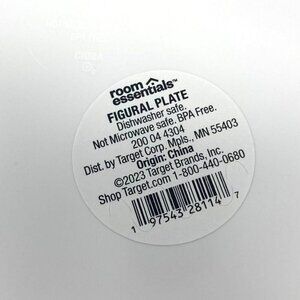 room
essentials™
FIGURAL PLATE
Dishwasher safe.
Not Microwave safe. BPA Free.
200 04 4304
Dist. by Target Corp. Mpls., MN 55403
Origin: China
©2023 Target Brands, Inc.
Shop Target.com 1-800-440-0680
1 97543 28114 7